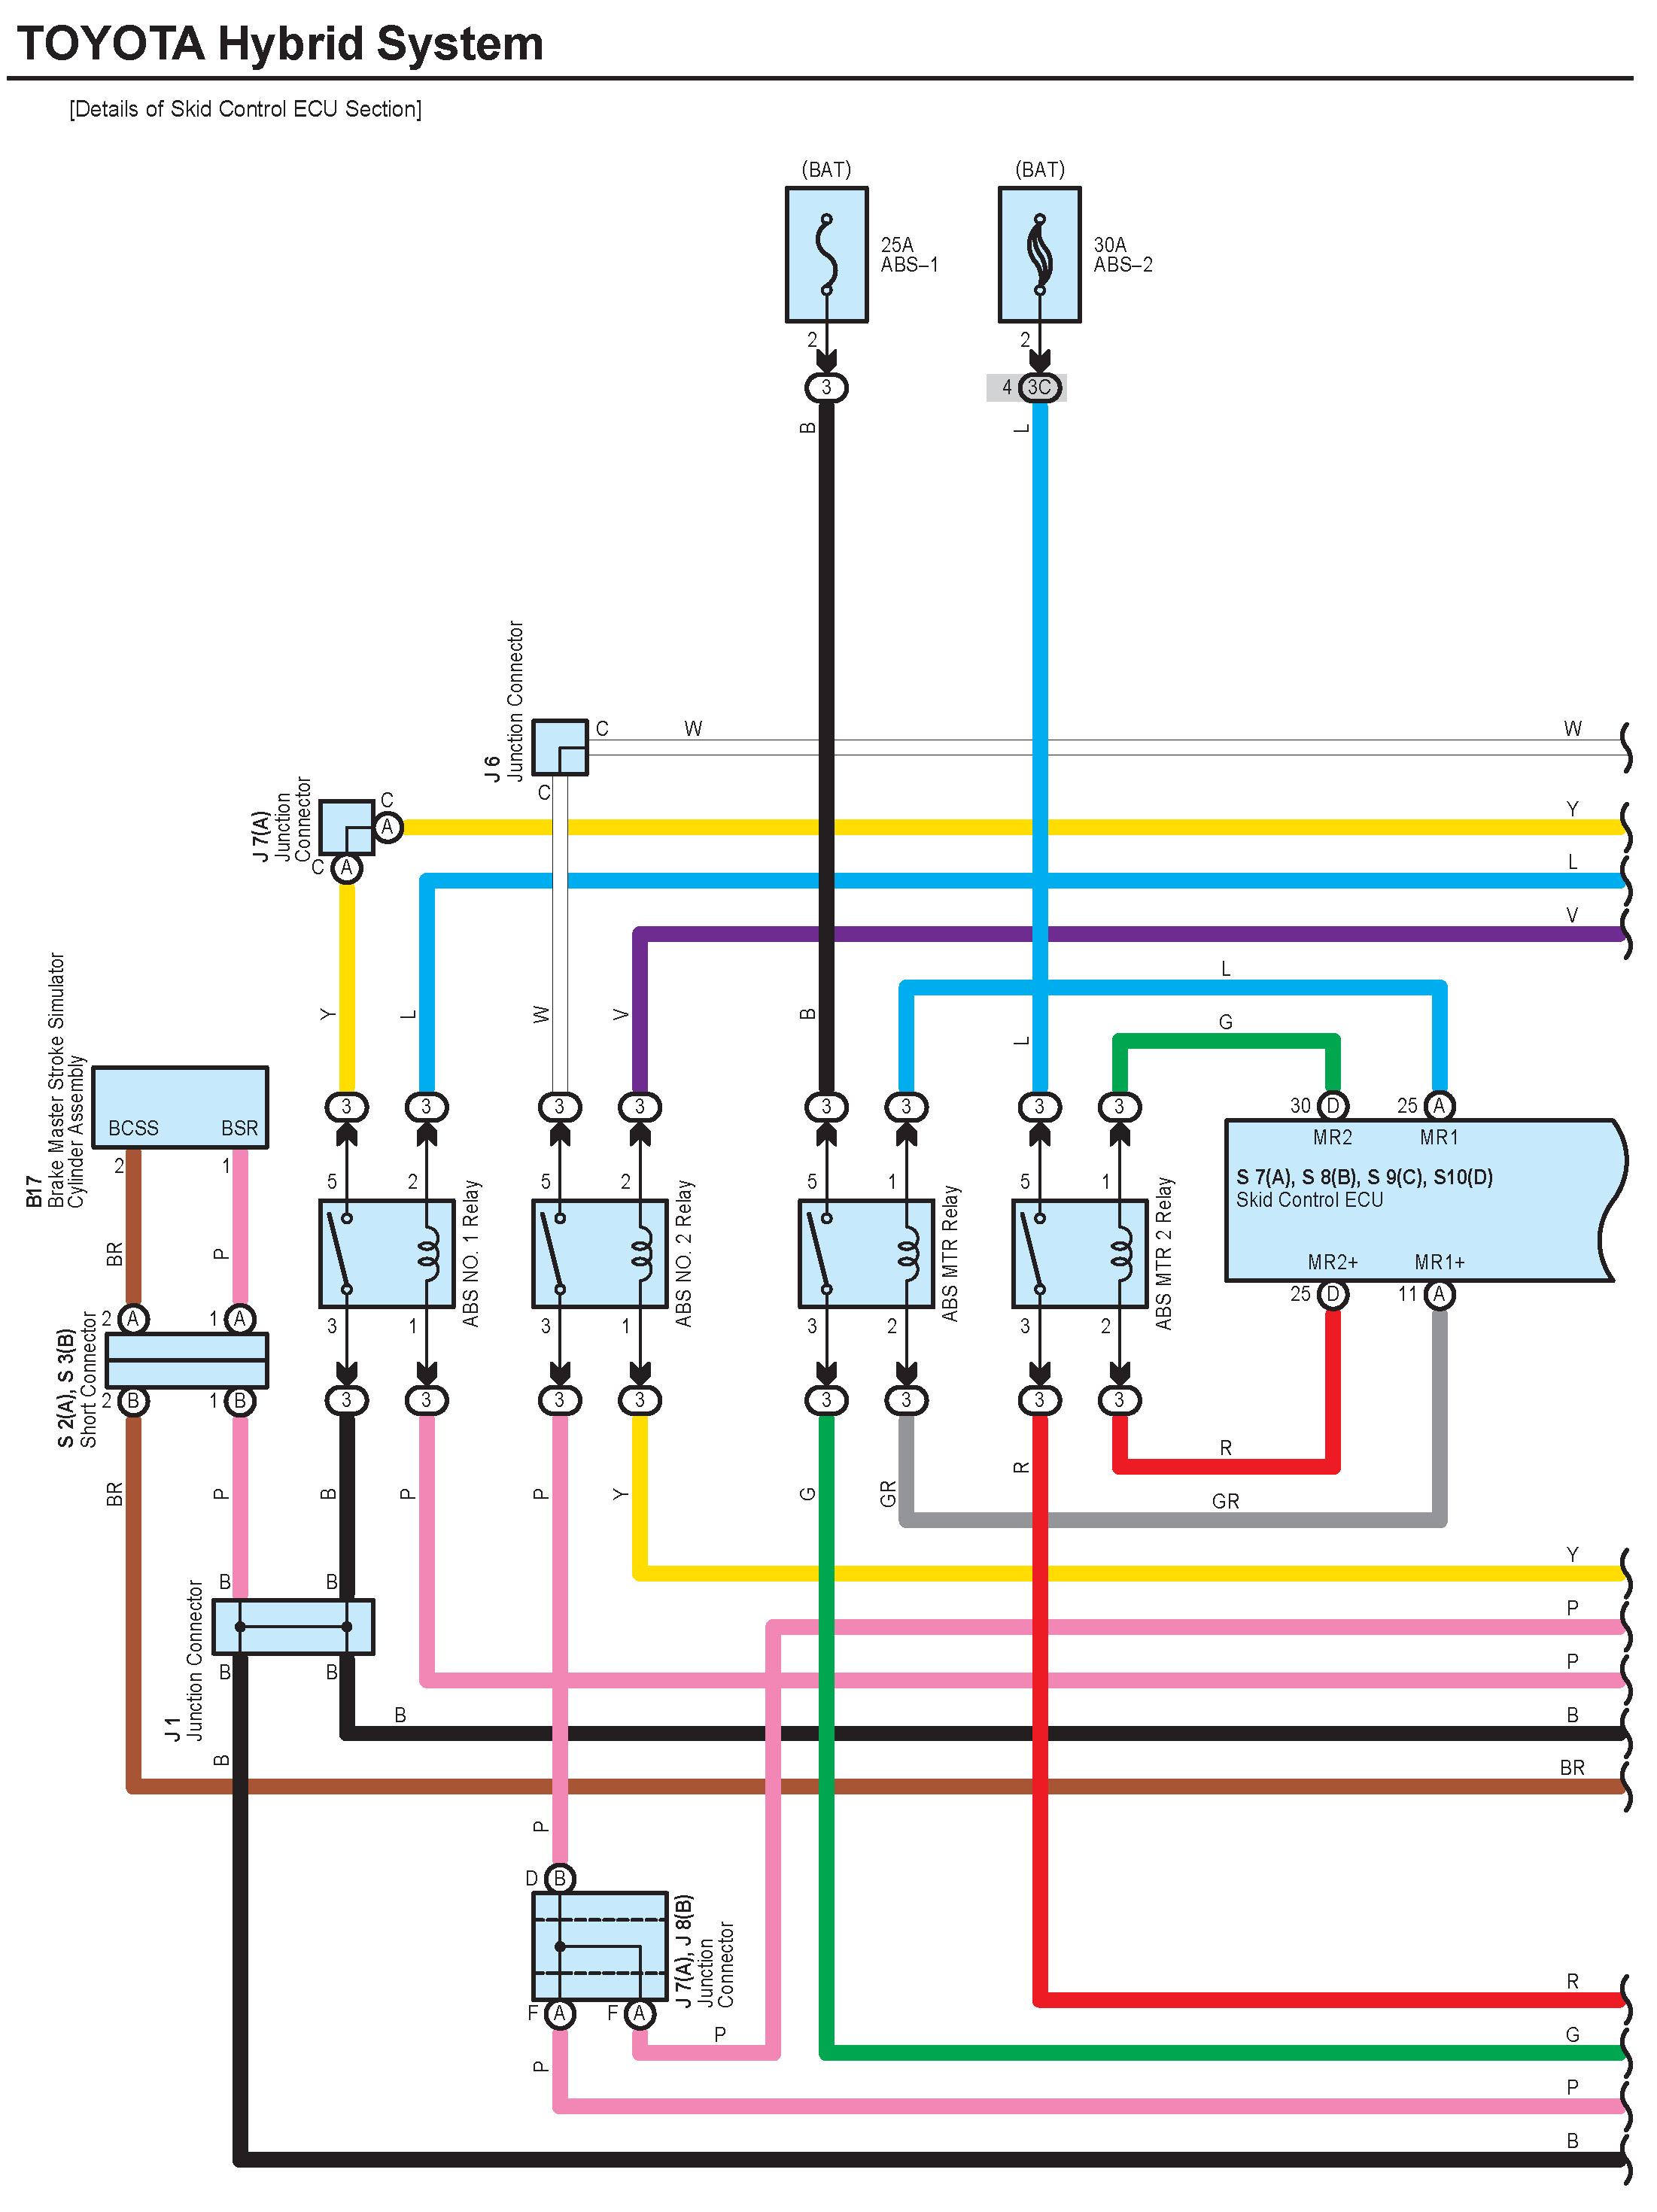 TOYOTA Hybrid System
[Details of Skid Control ECU Section]
(BAT)
(BAT)
25A
ABS–1
30A
ABS–2
2
2
3
4
3C
B
L
J 6
Junction Connector
C
W
W
C
J 7(A)
Junction
Connector
C
A
Y
C
A
L
V
L
Y
L
W
V
B
L
G
B17
Brake Master Stroke Simulator
Cylinder Assembly
BCSS
BSR
2
1
3
3
3
3
3
3
3
3
30
D
25
A
MR2
MR1
S 7(A), S 8(B), S 9(C), S10(D)
Skid Control ECU
MR2+
MR1+
25
D
11
A
5
2
5
2
5
1
5
1
ABS NO. 1 Relay
ABS NO. 2 Relay
ABS MTR Relay
ABS MTR 2 Relay
3
1
3
1
3
2
3
2
BR
P
2
A
1
A
S 2(A), S 3(B)
Short Connector
2
B
1
B
3
3
3
3
3
3
3
3
R
GR
BR
P
B
P
P
Y
G
GR
R
Y
B
B
J 1
Junction Connector
P
B
B
P
B
B
B
BR
P
D
B
J 7(A), J 8(B)
Junction
Connector
F
A
F
A
P
P
R
G
P
B